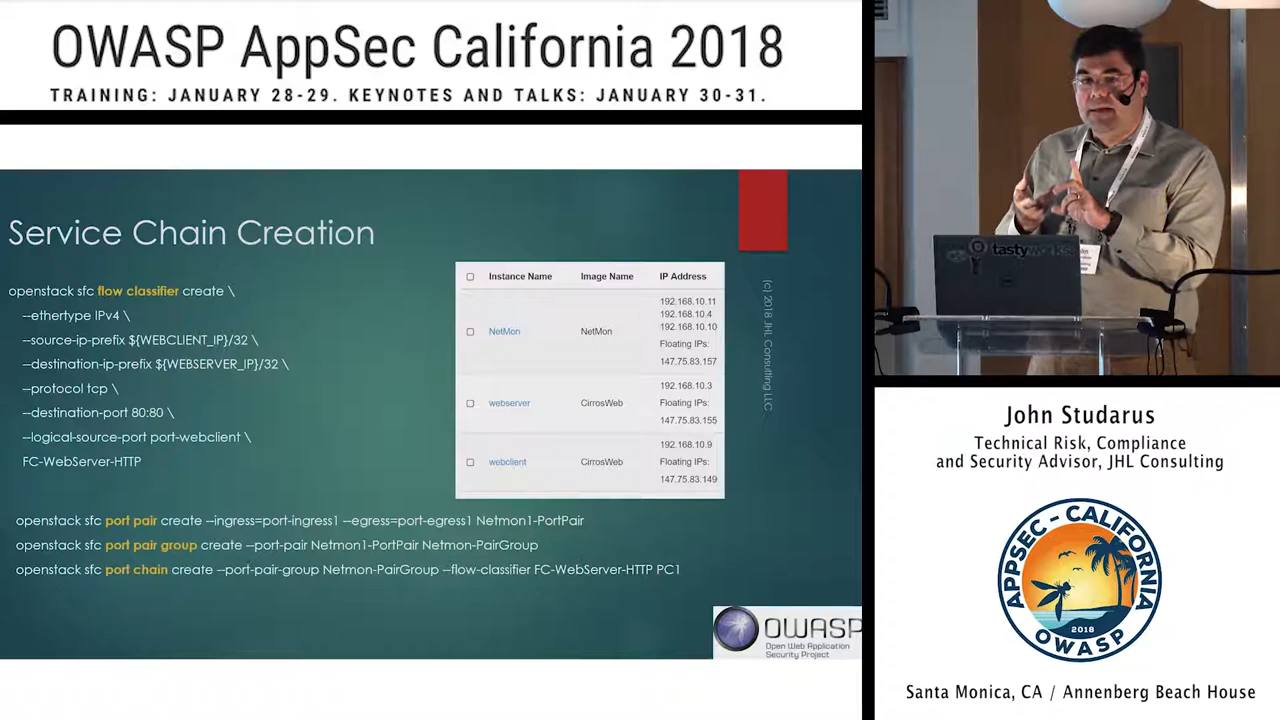 OWASP AppSec California 2018
TRAINING: JANUARY 28-29. KEYNOTES AND TALKS: JANUARY 30-31.
Service Chain Creation
openstack sfc flow classifier create \
--ethertype IPv4 \
--source-ip-prefix ${WEBCLIENT_IP}/32 \
--destination-ip-prefix ${WEBSERVER_IP}/32 \
--protocol tcp \
--destination-port 80:80 \
--logical-source-port port-webclient \
FC-WebServer-HTTP
Instance Name Image Name IP Address
192.168.10.11
192.168.10.4
NetMon NetMon 192.168.10.10
Floating IPs:
147.75.83.157
192.168.10.3
webserver CirrosWeb Floating IPs:
147.75.83.155
192.168.10.9
webclient CirrosWeb Floating IPs:
147.75.83.149
(c) 2018 JHL Consulting LLC
openstack sfc port pair create --ingress=port-ingress1 --egress=port-egress1 Netmon1-PortPair
openstack sfc port pair group create --port-pair Netmon1-PortPair Netmon-PairGroup
openstack sfc port chain create --port-pair-group Netmon-PairGroup --flow-classifier FC-WebServer-HTTP PC1
OWASP
Open Web Application
Security Project
tastyworks
John Studarus
Technical Risk, Compliance
and Security Advisor, JHL Consulting
APPSEC - CALIFORNIA
2018
OWASP
Santa Monica, CA / Annenberg Beach House